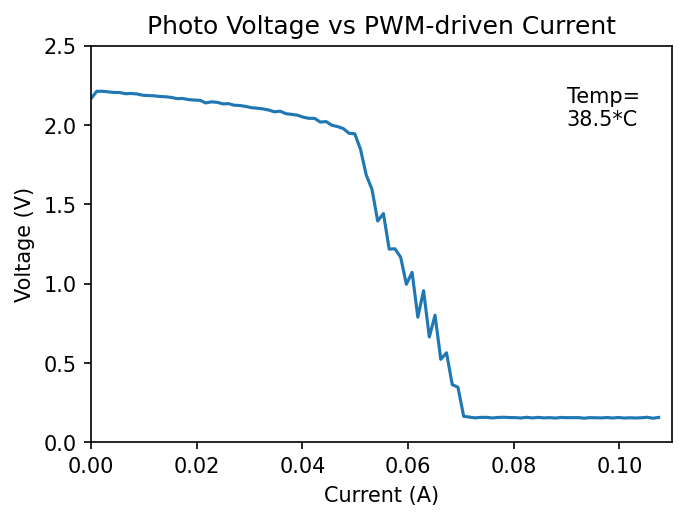 Photo Voltage vs PWM-driven Current
2.5
2.0
1.5
1.0
0.5
0.0
Voltage (V)
Temp=
38.5*C
0.00 0.02 0.04 0.06 0.08 0.10
Current (A)